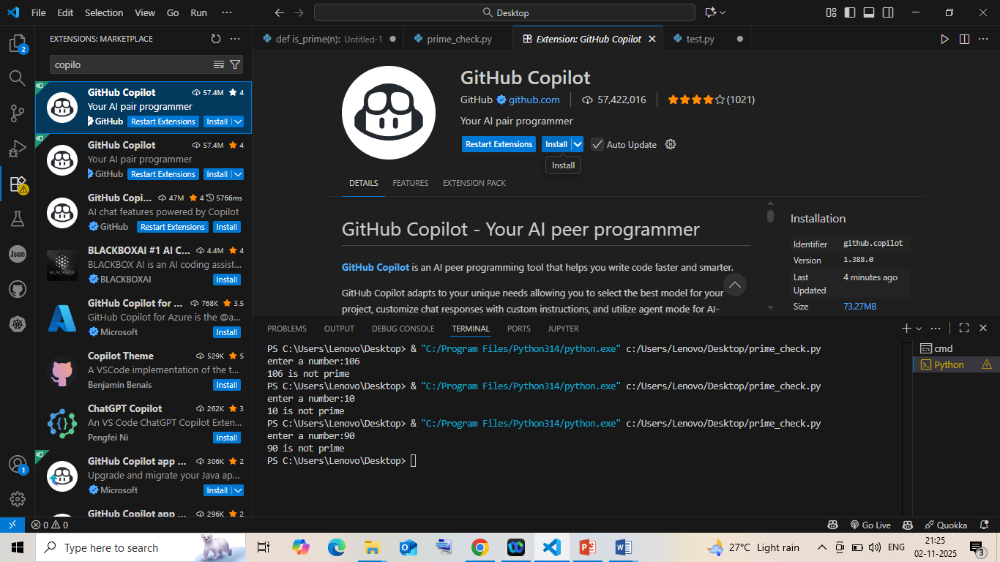 File Edit Selection View Go Run ···
Desktop
EXTENSIONS: MARKETPLACE
copilo
GitHub Copilot 57.4M 4
Your AI pair programmer
GitHub Restart Extensions Install
GitHub Copilot 57.4M 4
Your AI pair programmer
GitHub Restart Extensions Install
GitHub Copi... 47M 4 5766ms
AI chat features powered by Copilot
GitHub Restart Extensions Install
BLACKBOXAI #1 AI C... 4.4M 4
BLACKBOX AI is an AI coding assist...
BLACKBOXAI Install
GitHub Copilot for ... 768K 3.5
GitHub Copilot for Azure is the @a...
Microsoft Install
Copilot Theme 529K 5
A VSCode implementation of the t...
Benjamin Benais Install
ChatGPT Copilot 262K 3
An VS Code ChatGPT Copilot Exten...
Pengfei Ni Install
GitHub Copilot app ... 306K 2
Upgrade and migrate your Java ap...
Microsoft Install
GitHub Copilot app ... 296K 2
2
Json
1
BLACKBOX
def is_prime(n): Untitled-1
prime_check.py
Extension: GitHub Copilot
test.py
GitHub Copilot
GitHub github.com 57,422,016 (1021)
Your AI pair programmer
Restart Extensions Install Auto Update
Install
DETAILS FEATURES EXTENSION PACK
GitHub Copilot - Your AI peer programmer
GitHub Copilot is an AI peer programming tool that helps you write code faster and smarter.
GitHub Copilot adapts to your unique needs allowing you to select the best model for your
project, customize chat responses with custom instructions, and utilize agent mode for AI-
Installation
Identifier github.copilot
Version 1.388.0
Last 4 minutes ago
Updated
Size 73.27MB
PROBLEMS OUTPUT DEBUG CONSOLE TERMINAL PORTS JUPYTER
PS C:\Users\Lenovo\Desktop> & "C:/Program Files/Python314/python.exe" c:/Users/Lenovo/Desktop/prime_check.py
enter a number:106
106 is not prime
PS C:\Users\Lenovo\Desktop> & "C:/Program Files/Python314/python.exe" c:/Users/Lenovo/Desktop/prime_check.py
enter a number:10
10 is not prime
PS C:\Users\Lenovo\Desktop> & "C:/Program Files/Python314/python.exe" c:/Users/Lenovo/Desktop/prime_check.py
enter a number:90
90 is not prime
PS C:\Users\Lenovo\Desktop>
cmd
Python
0 0
Go Live Quokka
Type here to search
27°C Light rain
ENG
21:25
02-11-2025
3